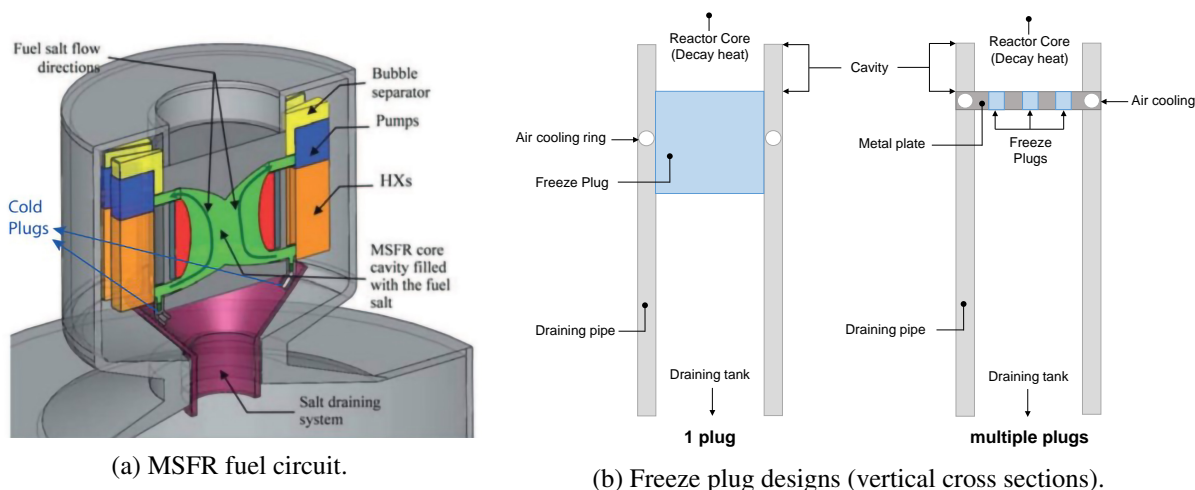 Fuel salt flow
directions
Bubble
separator
Pumps
HXs
Cold
Plugs
MSFR core
cavity filled
with the fuel
salt
Salt draining
system
(a) MSFR fuel circuit.
Reactor Core
(Decay heat)
Cavity
Air cooling ring
Freeze Plug
Draining pipe
Draining tank
1 plug
Reactor Core
(Decay heat)
Air cooling
Metal plate
Freeze
Plugs
Draining pipe
Draining tank
multiple plugs
(b) Freeze plug designs (vertical cross sections).